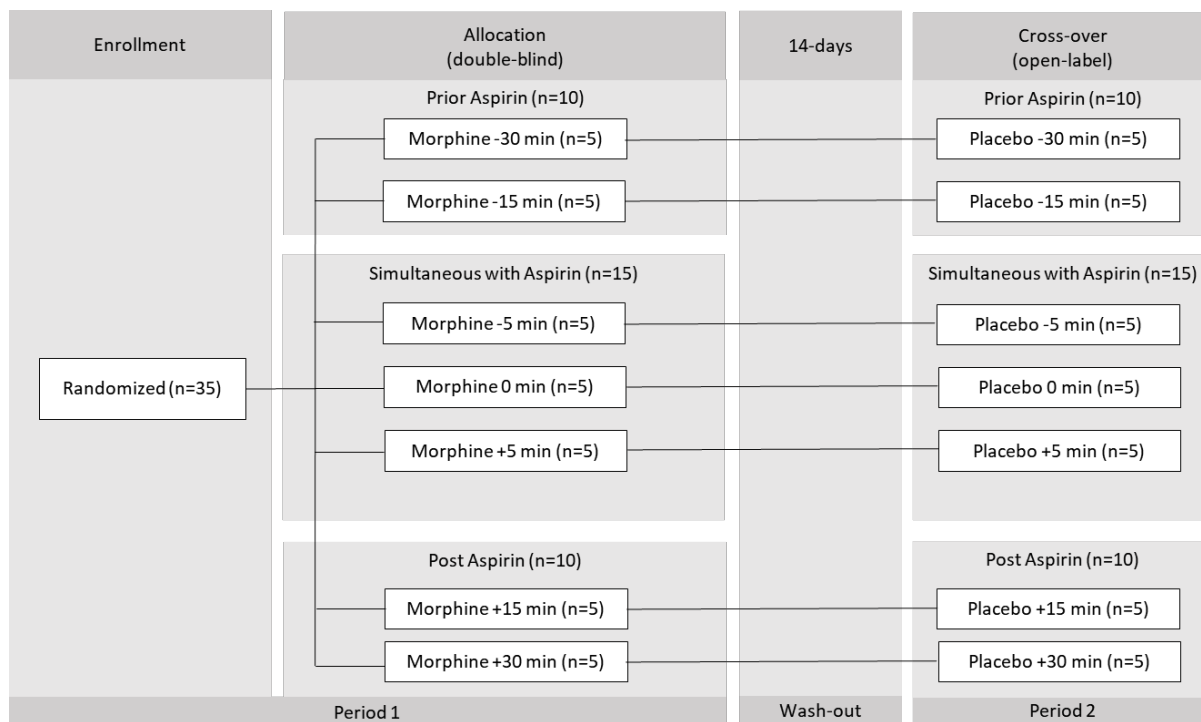 Enrollment
Allocation
(double-blind)
14-days
Cross-over
(open-label)
Prior Aspirin (n=10)
Morphine -30 min (n=5)
Morphine -15 min (n=5)
Prior Aspirin (n=10)
Placebo -30 min (n=5)
Placebo -15 min (n=5)
Simultaneous with Aspirin (n=15)
Morphine -5 min (n=5)
Morphine 0 min (n=5)
Morphine +5 min (n=5)
Simultaneous with Aspirin (n=15)
Placebo -5 min (n=5)
Placebo 0 min (n=5)
Placebo +5 min (n=5)
Randomized (n=35)
Post Aspirin (n=10)
Morphine +15 min (n=5)
Morphine +30 min (n=5)
Post Aspirin (n=10)
Placebo +15 min (n=5)
Placebo +30 min (n=5)
Period 1
Wash-out
Period 2